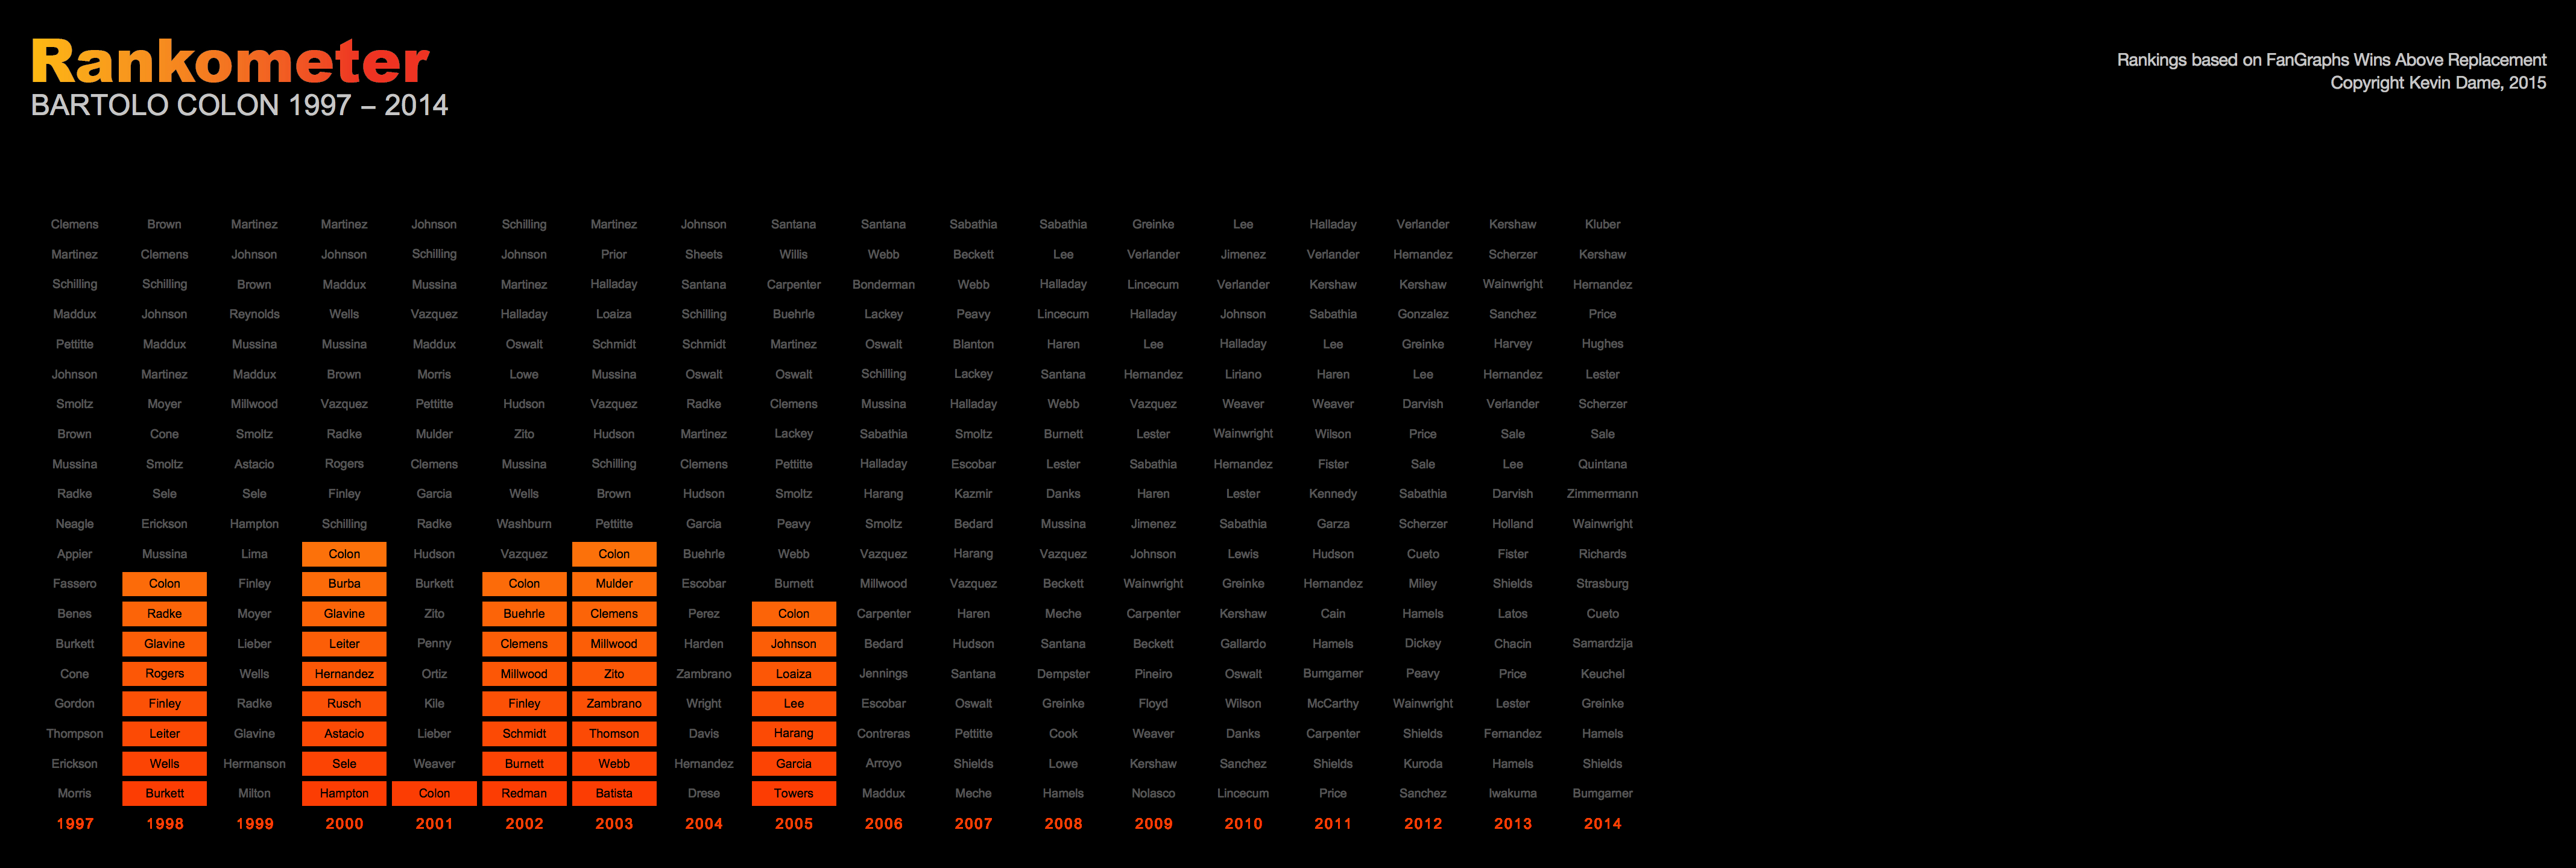 Rankometer
BARTOLO COLON 1997 – 2014
Rankings based on FanGraphs Wins Above Replacement
Copyright Kevin Dame, 2015
Clemens Brown Martinez Martinez Johnson Schilling Martinez Johnson Santana Santana Sabathia Sabathia Greinke Lee Halladay Verlander Kershaw Kluber
Martinez Clemens Johnson Johnson Schilling Johnson Prior Sheets Willis Webb Beckett Lee Verlander Jimenez Verlander Hernandez Scherzer Kershaw
Schilling Schilling Brown Maddux Mussina Martinez Halladay Santana Carpenter Bonderman Webb Halladay Lincecum Verlander Kershaw Kershaw Wainwright Hernandez
Maddux Johnson Reynolds Wells Vazquez Halladay Loaiza Schilling Buehrle Lackey Peavy Lincecum Halladay Johnson Sabathia Gonzalez Sanchez Price
Pettitte Maddux Mussina Mussina Maddux Oswalt Schmidt Schmidt Martinez Oswalt Blanton Haren Lee Halladay Lee Greinke Harvey Hughes
Johnson Martinez Maddux Brown Morris Lowe Mussina Oswalt Oswalt Schilling Lackey Santana Hernandez Liriano Haren Lee Hernandez Lester
Smoltz Moyer Millwood Vazquez Pettitte Hudson Vazquez Radke Clemens Mussina Halladay Webb Vazquez Weaver Weaver Darvish Verlander Scherzer
Brown Cone Smoltz Radke Mulder Zito Hudson Martinez Lackey Sabathia Smoltz Burnett Lester Wainwright Wilson Price Sale Sale
Mussina Smoltz Astacio Rogers Clemens Mussina Schilling Clemens Pettitte Halladay Escobar Lester Sabathia Hernandez Fister Sale Lee Quintana
Radke Sele Sele Finley Garcia Wells Brown Hudson Smoltz Harang Kazmir Danks Haren Lester Kennedy Sabathia Darvish Zimmermann
Neagle Erickson Hampton Schilling Radke Washburn Pettitte Garcia Peavy Smoltz Bedard Mussina Jimenez Sabathia Garza Scherzer Holland Wainwright
Appier Mussina Lima Colon Hudson Vazquez Colon Buehrle Webb Vazquez Harang Vazquez Johnson Lewis Hudson Cueto Fister Richards
Fassero Colon Finley Burba Burkett Colon Mulder Escobar Burnett Millwood Vazquez Beckett Wainwright Greinke Hernandez Miley Shields Strasburg
Benes Radke Moyer Glavine Zito Buehrle Clemens Perez Colon Carpenter Haren Meche Carpenter Kershaw Cain Hamels Latos Cueto
Burkett Glavine Lieber Leiter Penny Clemens Millwood Harden Johnson Bedard Hudson Santana Beckett Gallardo Hamels Dickey Chacin Samardzija
Cone Rogers Wells Hernandez Ortiz Millwood Zito Zambrano Loaiza Jennings Santana Dempster Pineiro Oswalt Bumgarner Peavy Price Keuchel
Gordon Finley Radke Rusch Kile Finley Zambrano Wright Lee Escobar Oswalt Greinke Floyd Wilson McCarthy Wainwright Lester Greinke
Thompson Leiter Glavine Astacio Lieber Schmidt Thomson Davis Harang Contreras Pettitte Cook Weaver Danks Carpenter Shields Fernandez Hamels
Erickson Wells Hermanson Sele Weaver Burnett Webb Hernandez Garcia Arroyo Shields Lowe Kershaw Sanchez Shields Kuroda Hamels Shields
Morris Burkett Milton Hampton Colon Redman Batista Drese Towers Maddux Meche Hamels Nolasco Lincecum Price Sanchez Iwakuma Bumgarner
1997 1998 1999 2000 2001 2002 2003 2004 2005 2006 2007 2008 2009 2010 2011 2012 2013 2014